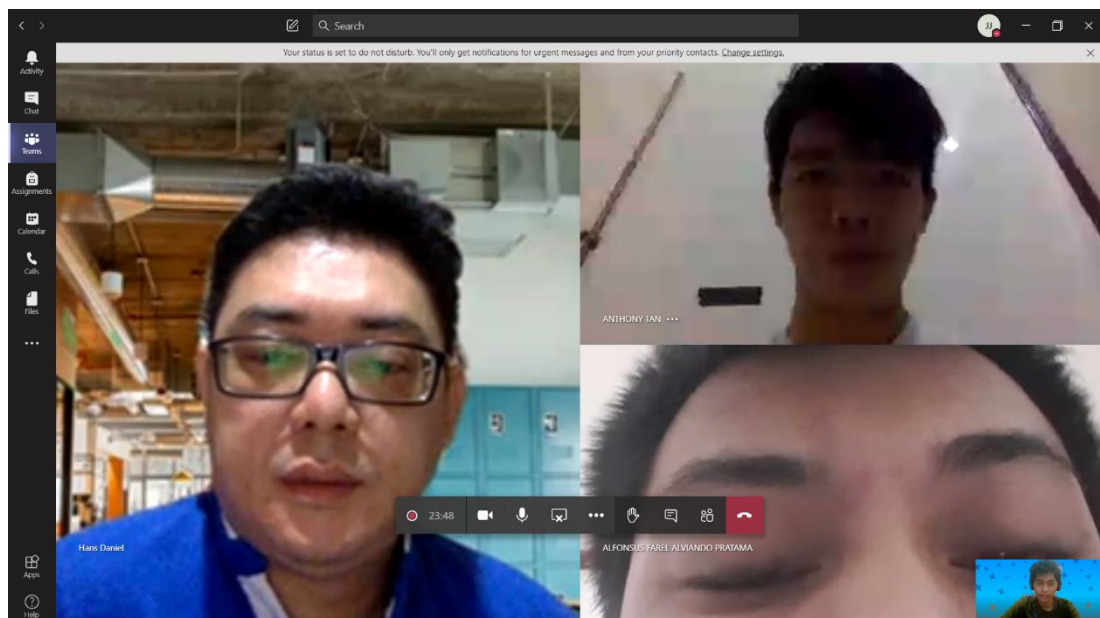 Search
JJ
Your status is set to do not disturb. You'll only get notifications for urgent messages and from your priority contacts. Change settings.
Activity
Chat
Teams
Assignments
Calendar
Calls
Files
Apps
Help
ANTHONY TAN
23:48
Hans Daniel
ALFONSUS FAREL ALVIANDO PRATAMA